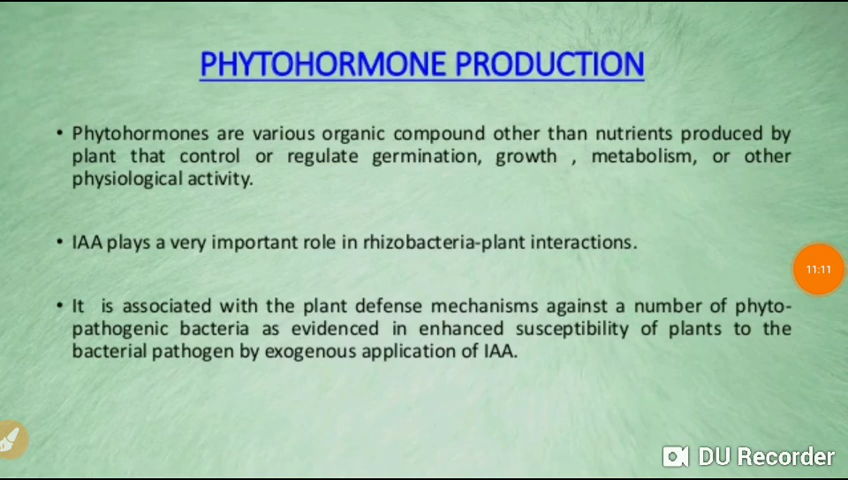 PHYTOHORMONE PRODUCTION
• Phytohormones are various organic compound other than nutrients produced by
plant that control or regulate germination, growth , metabolism, or other
physiological activity.
• IAA plays a very important role in rhizobacteria-plant interactions.
11:11
• It is associated with the plant defense mechanisms against a number of phyto-
pathogenic bacteria as evidenced in enhanced susceptibility of plants to the
bacterial pathogen by exogenous application of IAA.
DU Recorder